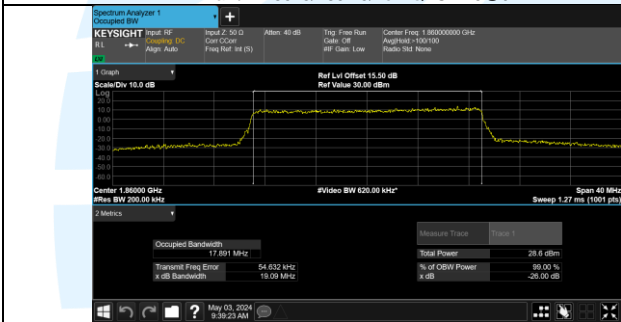 Spectrum Analyzer 1
Occupied BW
KEYSIGHT Input: RF Input Z: 50 Ω Atten: 40 dB Trig: Free Run Center Freq: 1.860000000 GHz
R L Coupling: DC Corr CCorr Gate: Off Avg|Hold:>100/100
Align: Auto Freq Ref: Int (S) #IF Gain: Low Radio Std: None
1 Graph
Ref Lvl Offset 15.50 dB
Scale/Div 10.0 dB Ref Value 30.00 dBm
Log
20.0
10.0
0.00
-10.0
-20.0
-30.0
-40.0
-50.0
-60.0
Center 1.86000 GHz #Video BW 620.00 kHz* Span 40 MHz
#Res BW 200.00 kHz Sweep 1.27 ms (1001 pts)
2 Metrics
Measure Trace Trace 1
Occupied Bandwidth
17.891 MHz Total Power 28.6 dBm
Transmit Freq Error 54.632 kHz % of OBW Power 99.00 %
x dB Bandwidth 19.09 MHz x dB -26.00 dB
May 03, 2024
9:39:23 AM